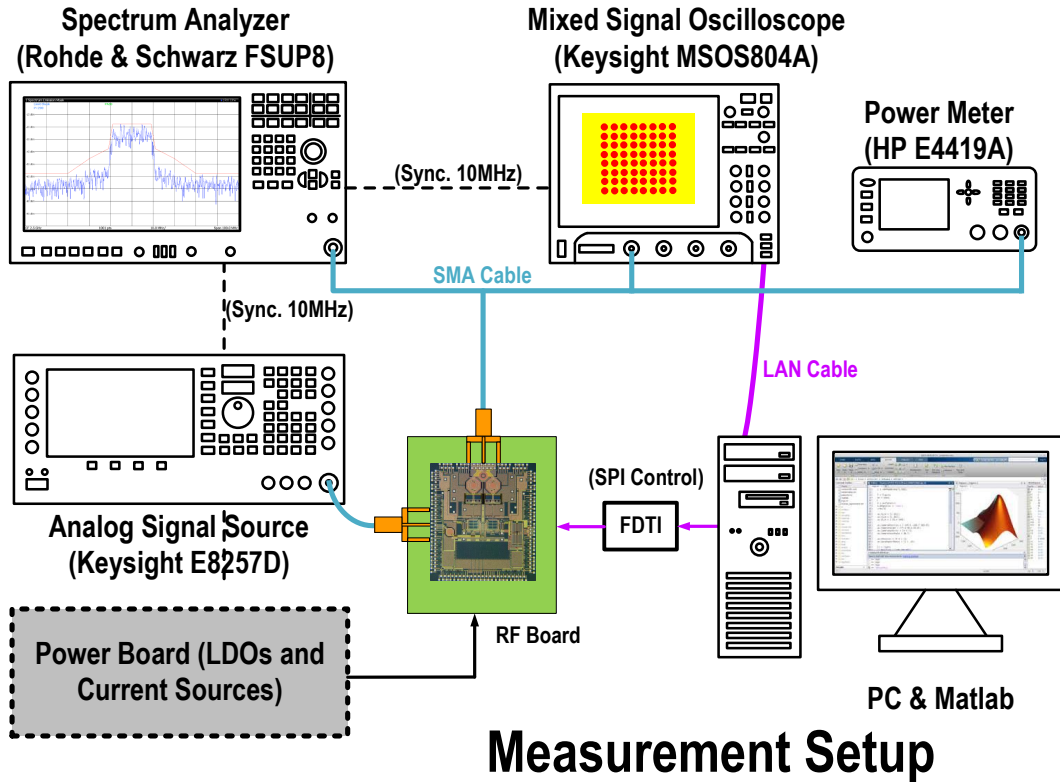 Spectrum Analyzer
(Rohde & Schwarz FSUP8)
Mixed Signal Oscilloscope
(Keysight MSOS804A)
Power Meter
(HP E4419A)
(Sync. 10MHz)
SMA Cable
(Sync. 10MHz)
LAN Cable
(SPI Control)
FDTI
Analog Signal Source
(Keysight E8257D)
RF Board
Power Board (LDOs and
Current Sources)
PC & Matlab
Measurement Setup